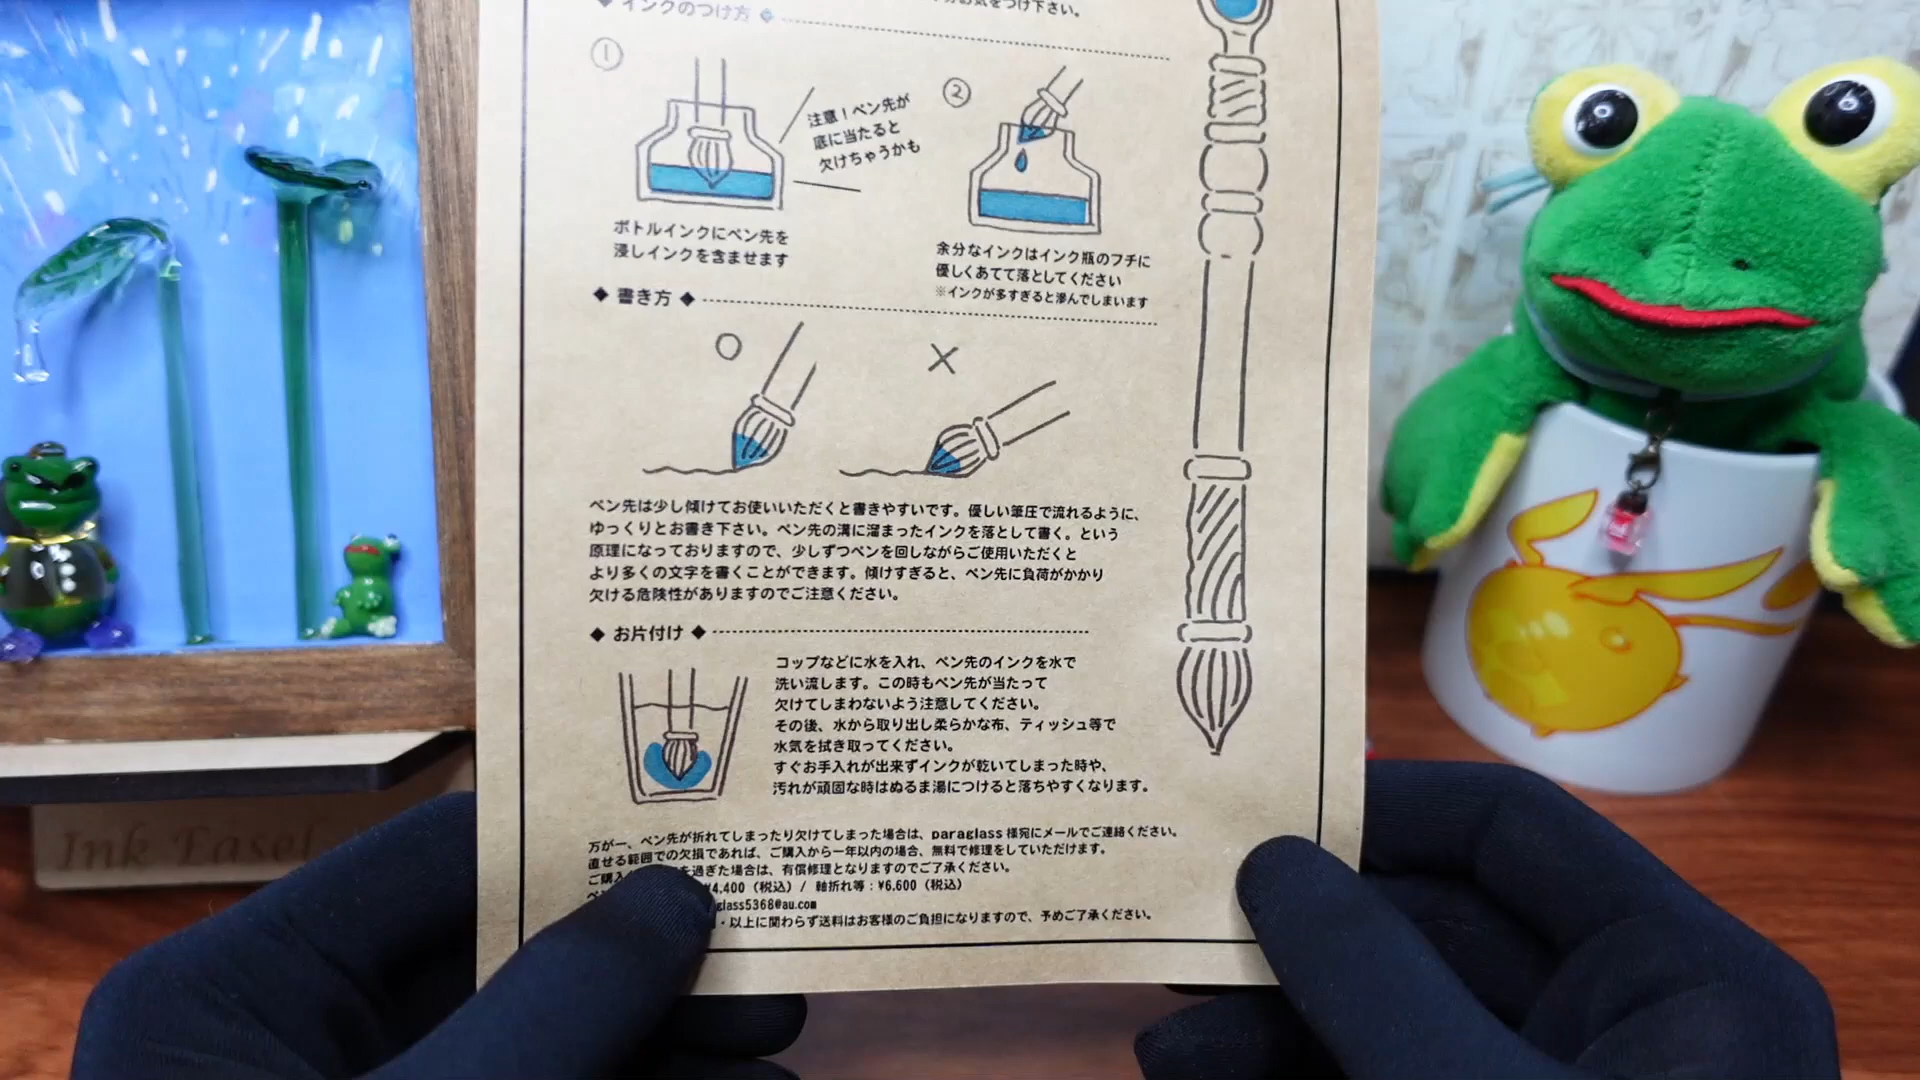 お気をつけ下さい。
◆ インクのつけ方 ◆
①
注意！ペン先が
底に当たると
欠けちゃうかも
②
ボトルインクにペン先を
浸しインクを含ませます
余分なインクはインク瓶のフチに
優しくあてて落としてください
※インクが多すぎると滲んでしまいます
◆ 書き方 ◆
○
×
ペン先は少し傾けてお使いいただくと書きやすいです。優しい筆圧で流れるように、
ゆっくりとお書き下さい。ペン先の溝に溜まったインクを落として書く。という
原理になっておりますので、少しずつペンを回しながらご使用いただくと
より多くの文字を書くことができます。傾けすぎると、ペン先に負荷がかかり
欠ける危険性がありますのでご注意ください。
◆ お片付け ◆
コップなどに水を入れ、ペン先のインクを水で
洗い流します。この時もペン先が当たって
欠けてしまわないよう注意してください。
その後、水から取り出し柔らかな布、ティッシュ等で
水気を拭き取ってください。
すぐお手入れが出来ずインクが乾いてしまった時や、
汚れが頑固な時はぬるま湯につけると落ちやすくなります。
万が一、ペン先が折れてしまったり欠けてしまった場合は、paraglass 様宛にメールでご連絡ください。
直せる範囲での欠損であれば、ご購入から一年以内の場合、無料で修理をしていただけます。
ご購入 を過ぎた場合は、有償修理となりますのでご了承ください。
¥4,400（税込）/ 軸折れ等：¥6,600（税込）
glass5368@au.com
・以上に関わらず送料はお客様のご負担になりますので、予めご了承ください。
Ink Fasel